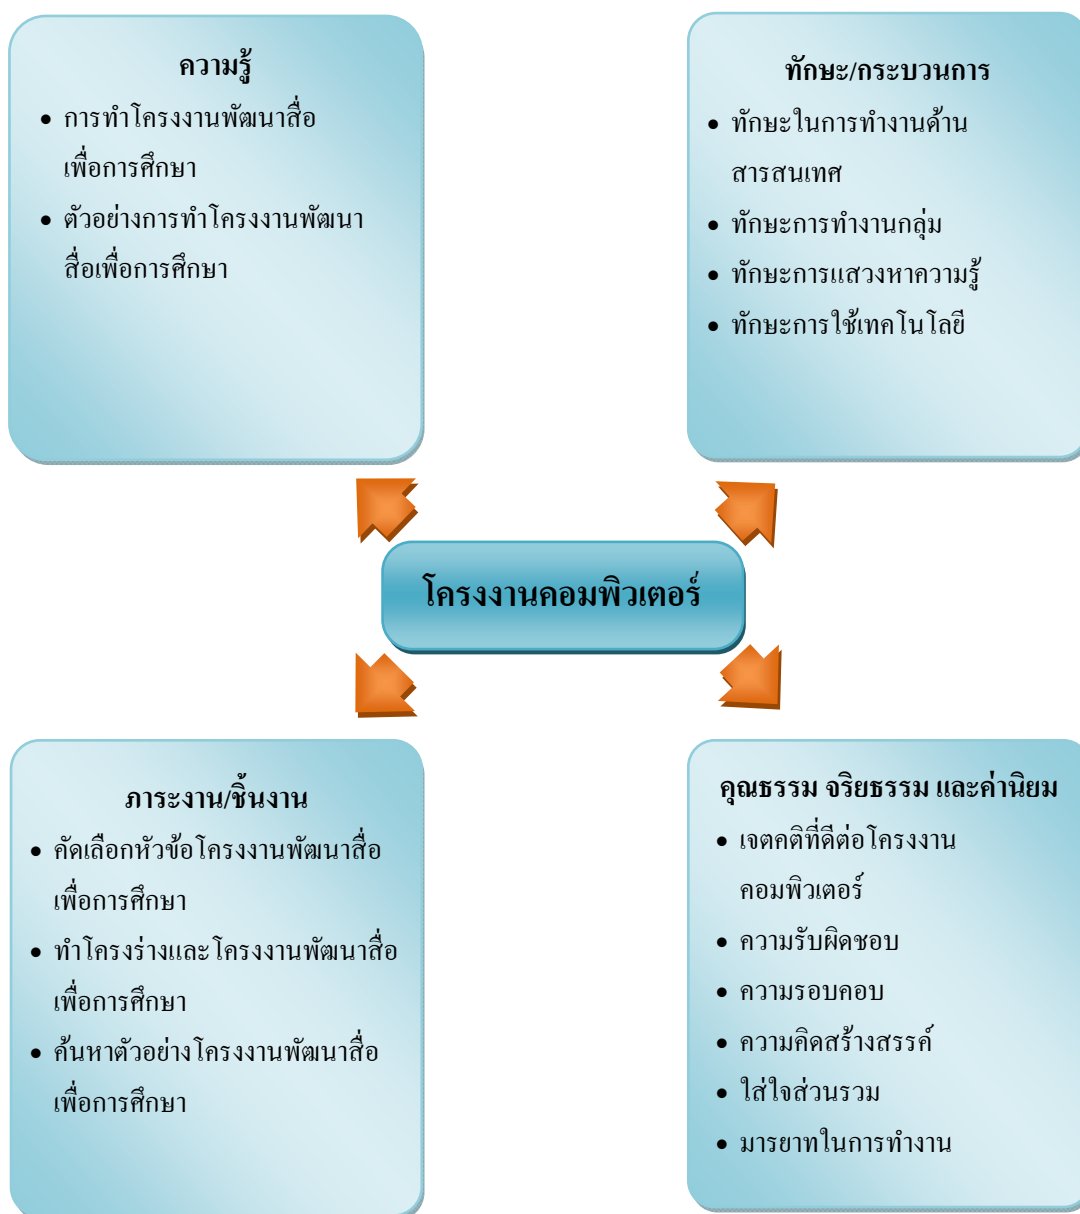 ความรู้
• การทำโครงงานพัฒนาสื่อ
เพื่อการศึกษา
• ตัวอย่างการทำโครงงานพัฒนา
สื่อเพื่อการศึกษา
ทักษะ/กระบวนการ
• ทักษะในการทำงานด้าน
สารสนเทศ
• ทักษะการทำงานกลุ่ม
• ทักษะการแสวงหาความรู้
• ทักษะการใช้เทคโนโลยี
โครงงานคอมพิวเตอร์
ภาระงาน/ชิ้นงาน
• คัดเลือกหัวข้อโครงงานพัฒนาสื่อ
เพื่อการศึกษา
• ทำโครงร่างและโครงงานพัฒนาสื่อ
เพื่อการศึกษา
• ค้นหาตัวอย่างโครงงานพัฒนาสื่อ
เพื่อการศึกษา
คุณธรรม จริยธรรม และค่านิยม
• เจตคติที่ดีต่อโครงงาน
คอมพิวเตอร์
• ความรับผิดชอบ
• ความรอบคอบ
• ความคิดสร้างสรรค์
• ใส่ใจส่วนรวม
• มารยาทในการทำงาน